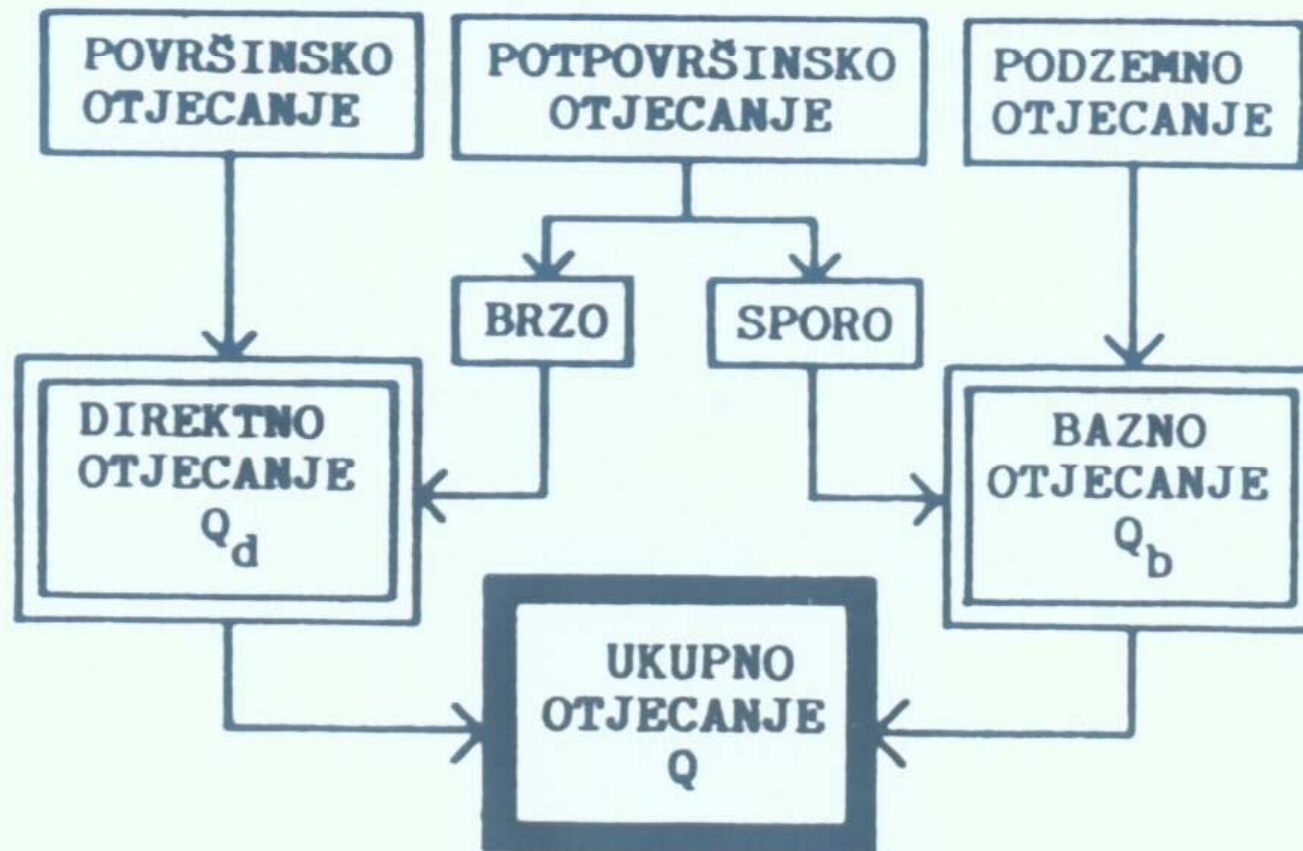 POVRŠINSKO
OTJECANJE
POTPOVRŠINSKO
OTJECANJE
PODZEMNO
OTJECANJE
BRZO
SPORO
DIREKTNO
OTJECANJE
Qd
BAZNO
OTJECANJE
Qb
UKUPNO
OTJECANJE
Q